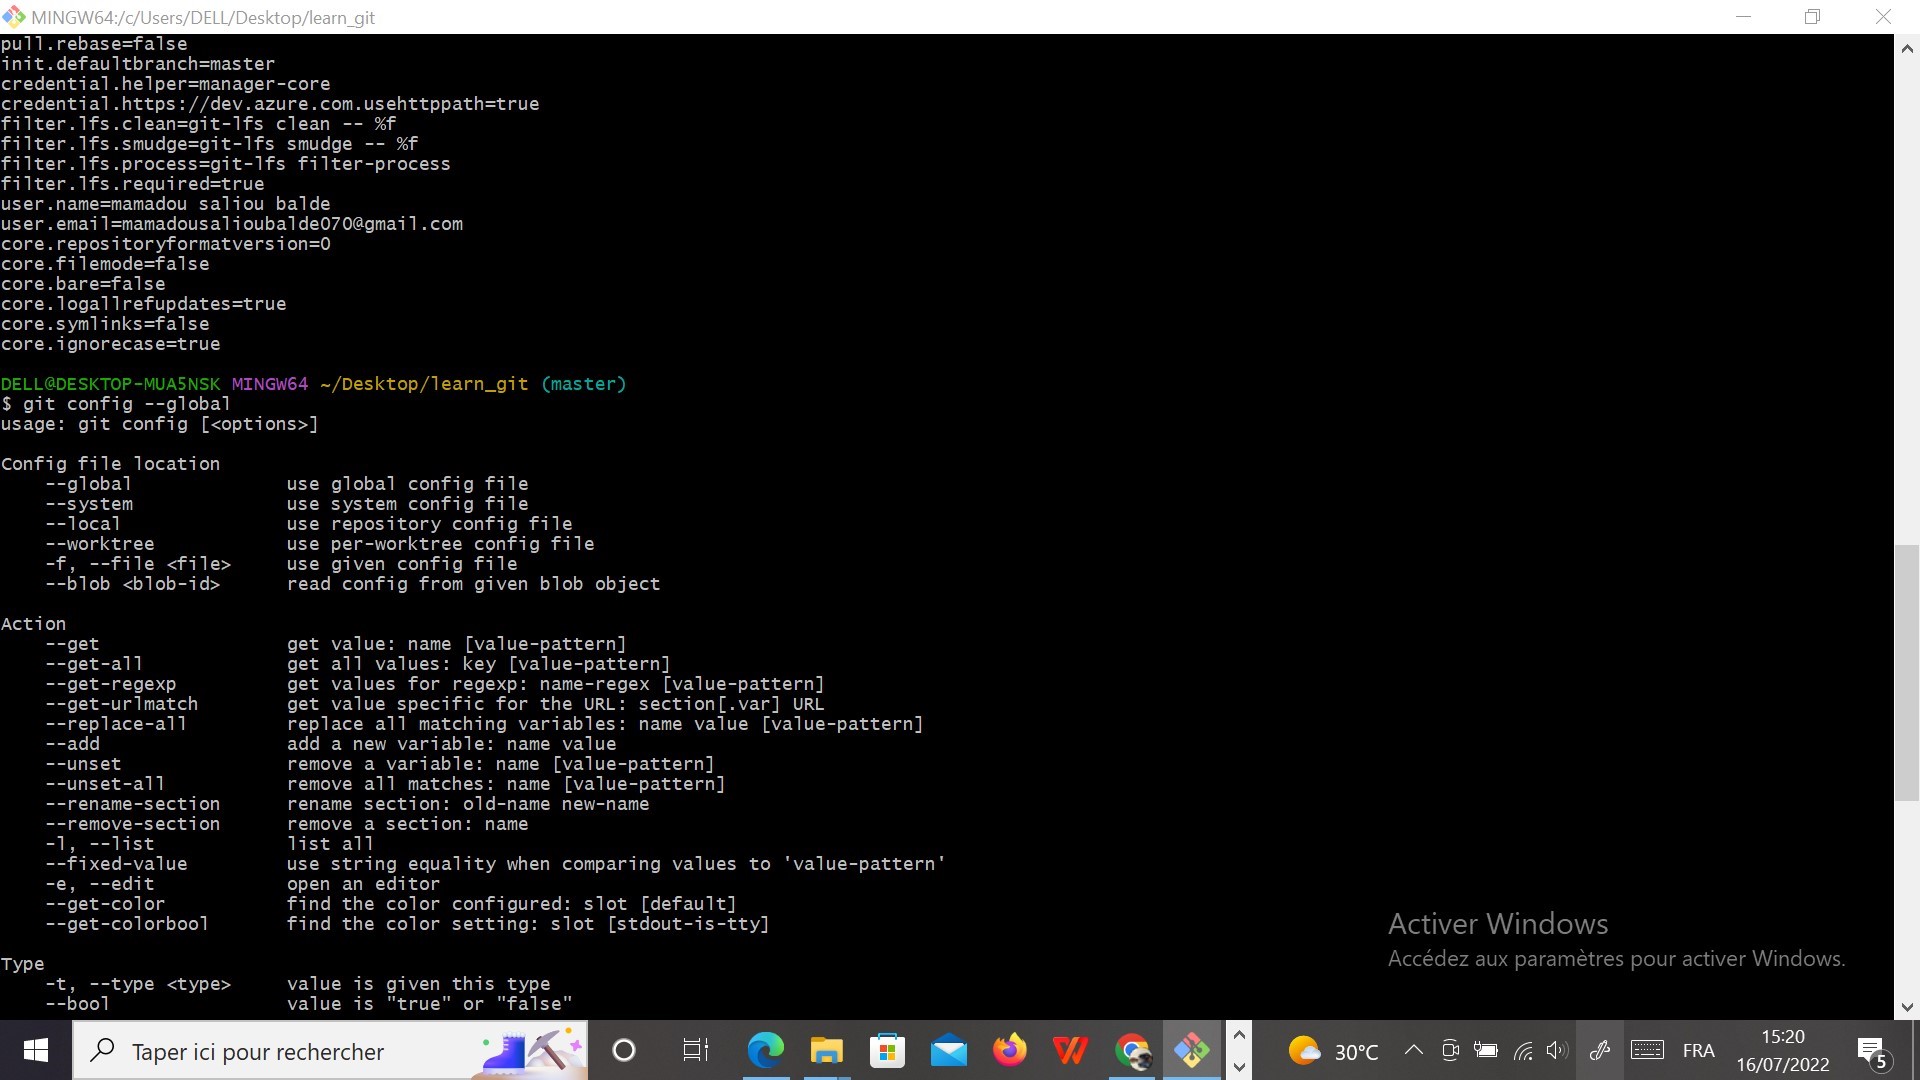 MINGW64:/c/Users/DELL/Desktop/learn_git
pull.rebase=false
init.defaultbranch=master
credential.helper=manager-core
credential.https://dev.azure.com.usehttppath=true
filter.lfs.clean=git-lfs clean -- %f
filter.lfs.smudge=git-lfs smudge -- %f
filter.lfs.process=git-lfs filter-process
filter.lfs.required=true
user.name=mamadou saliou balde
user.email=mamadousalioubalde070@gmail.com
core.repositoryformatversion=0
core.filemode=false
core.bare=false
core.logallrefupdates=true
core.symlinks=false
core.ignorecase=true
DELL@DESKTOP-MUA5NSK MINGW64 ~/Desktop/learn_git (master)
$ git config --global
usage: git config [<options>]
Config file location
    --global              use global config file
    --system              use system config file
    --local               use repository config file
    --worktree            use per-worktree config file
    -f, --file <file>     use given config file
    --blob <blob-id>      read config from given blob object
Action
    --get                 get value: name [value-pattern]
    --get-all             get all values: key [value-pattern]
    --get-regexp          get values for regexp: name-regex [value-pattern]
    --get-urlmatch        get value specific for the URL: section[.var] URL
    --replace-all         replace all matching variables: name value [value-pattern]
    --add                 add a new variable: name value
    --unset               remove a variable: name [value-pattern]
    --unset-all           remove all matches: name [value-pattern]
    --rename-section      rename section: old-name new-name
    --remove-section      remove a section: name
    -l, --list            list all
    --fixed-value         use string equality when comparing values to 'value-pattern'
    -e, --edit            open an editor
    --get-color           find the color configured: slot [default]
    --get-colorbool       find the color setting: slot [stdout-is-tty]
Type
    -t, --type <type>     value is given this type
    --bool                value is "true" or "false"
Activer Windows
Accédez aux paramètres pour activer Windows.
Taper ici pour rechercher
30°C
FRA
15:20
16/07/2022
5